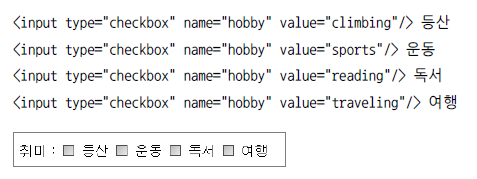 <input type="checkbox" name="hobby" value="climbing"/> 등산
<input type="checkbox" name="hobby" value="sports"/> 운동
<input type="checkbox" name="hobby" value="reading"/> 독서
<input type="checkbox" name="hobby" value="traveling"/> 여행
취미 : 등산 운동 독서 여행